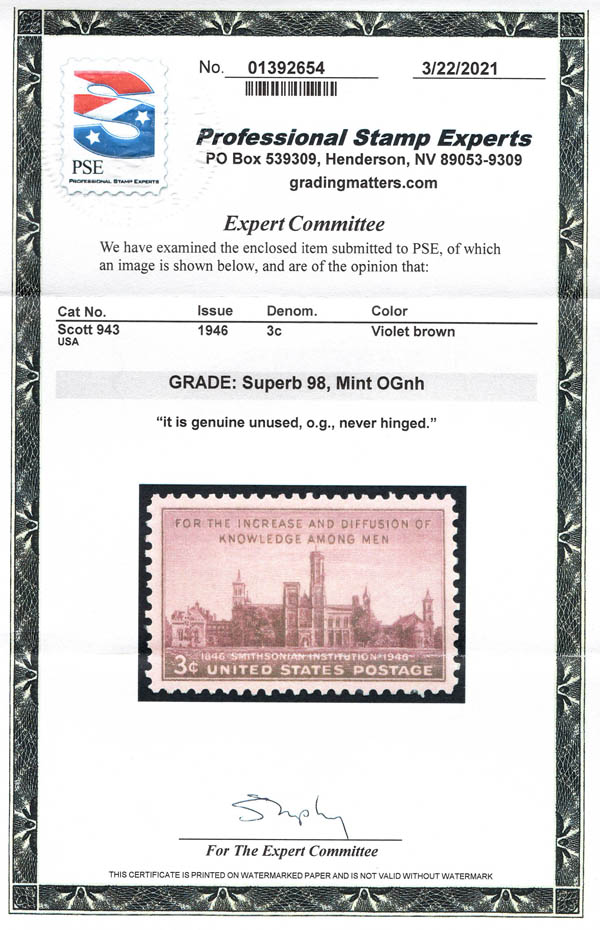 No. 01392654 3/22/2021
PSE
PROFESSIONAL STAMP EXPERTS
Professional Stamp Experts
PO Box 539309, Henderson, NV 89053-9309
gradingmatters.com
Expert Committee
We have examined the enclosed item submitted to PSE, of which
an image is shown below, and are of the opinion that:
Cat No. Issue Denom. Color
Scott 943 1946 3c Violet brown
USA
GRADE: Superb 98, Mint OGnh
“it is genuine unused, o.g., never hinged.”
FOR THE INCREASE AND DIFFUSION OF
KNOWLEDGE AMONG MEN
1846·SMITHSONIAN INSTITUTION·1946
3¢ UNITED STATES POSTAGE
For The Expert Committee
THIS CERTIFICATE IS PRINTED ON WATERMARKED PAPER AND IS NOT VALID WITHOUT WATERMARK